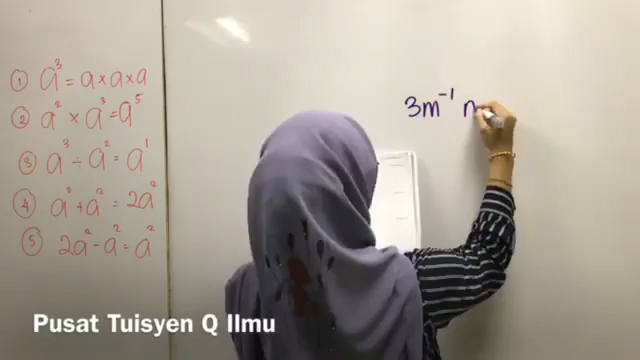 ① a³ = a × a × a
② a² × a³ = a⁵
③ a³ ÷ a² = a¹
④ a² + a² = 2a²
⑤ 2a² - a² = a²
3m⁻¹ n
Pusat Tuisyen Q Ilmu